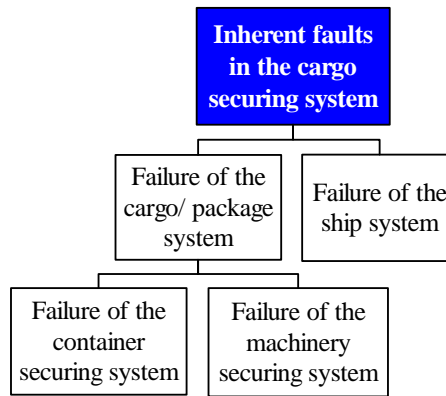 Inherent faults
in the cargo
securing system
Failure of the
cargo/ package
system
Failure of the
ship system
Failure of the
container
securing system
Failure of the
machinery
securing system